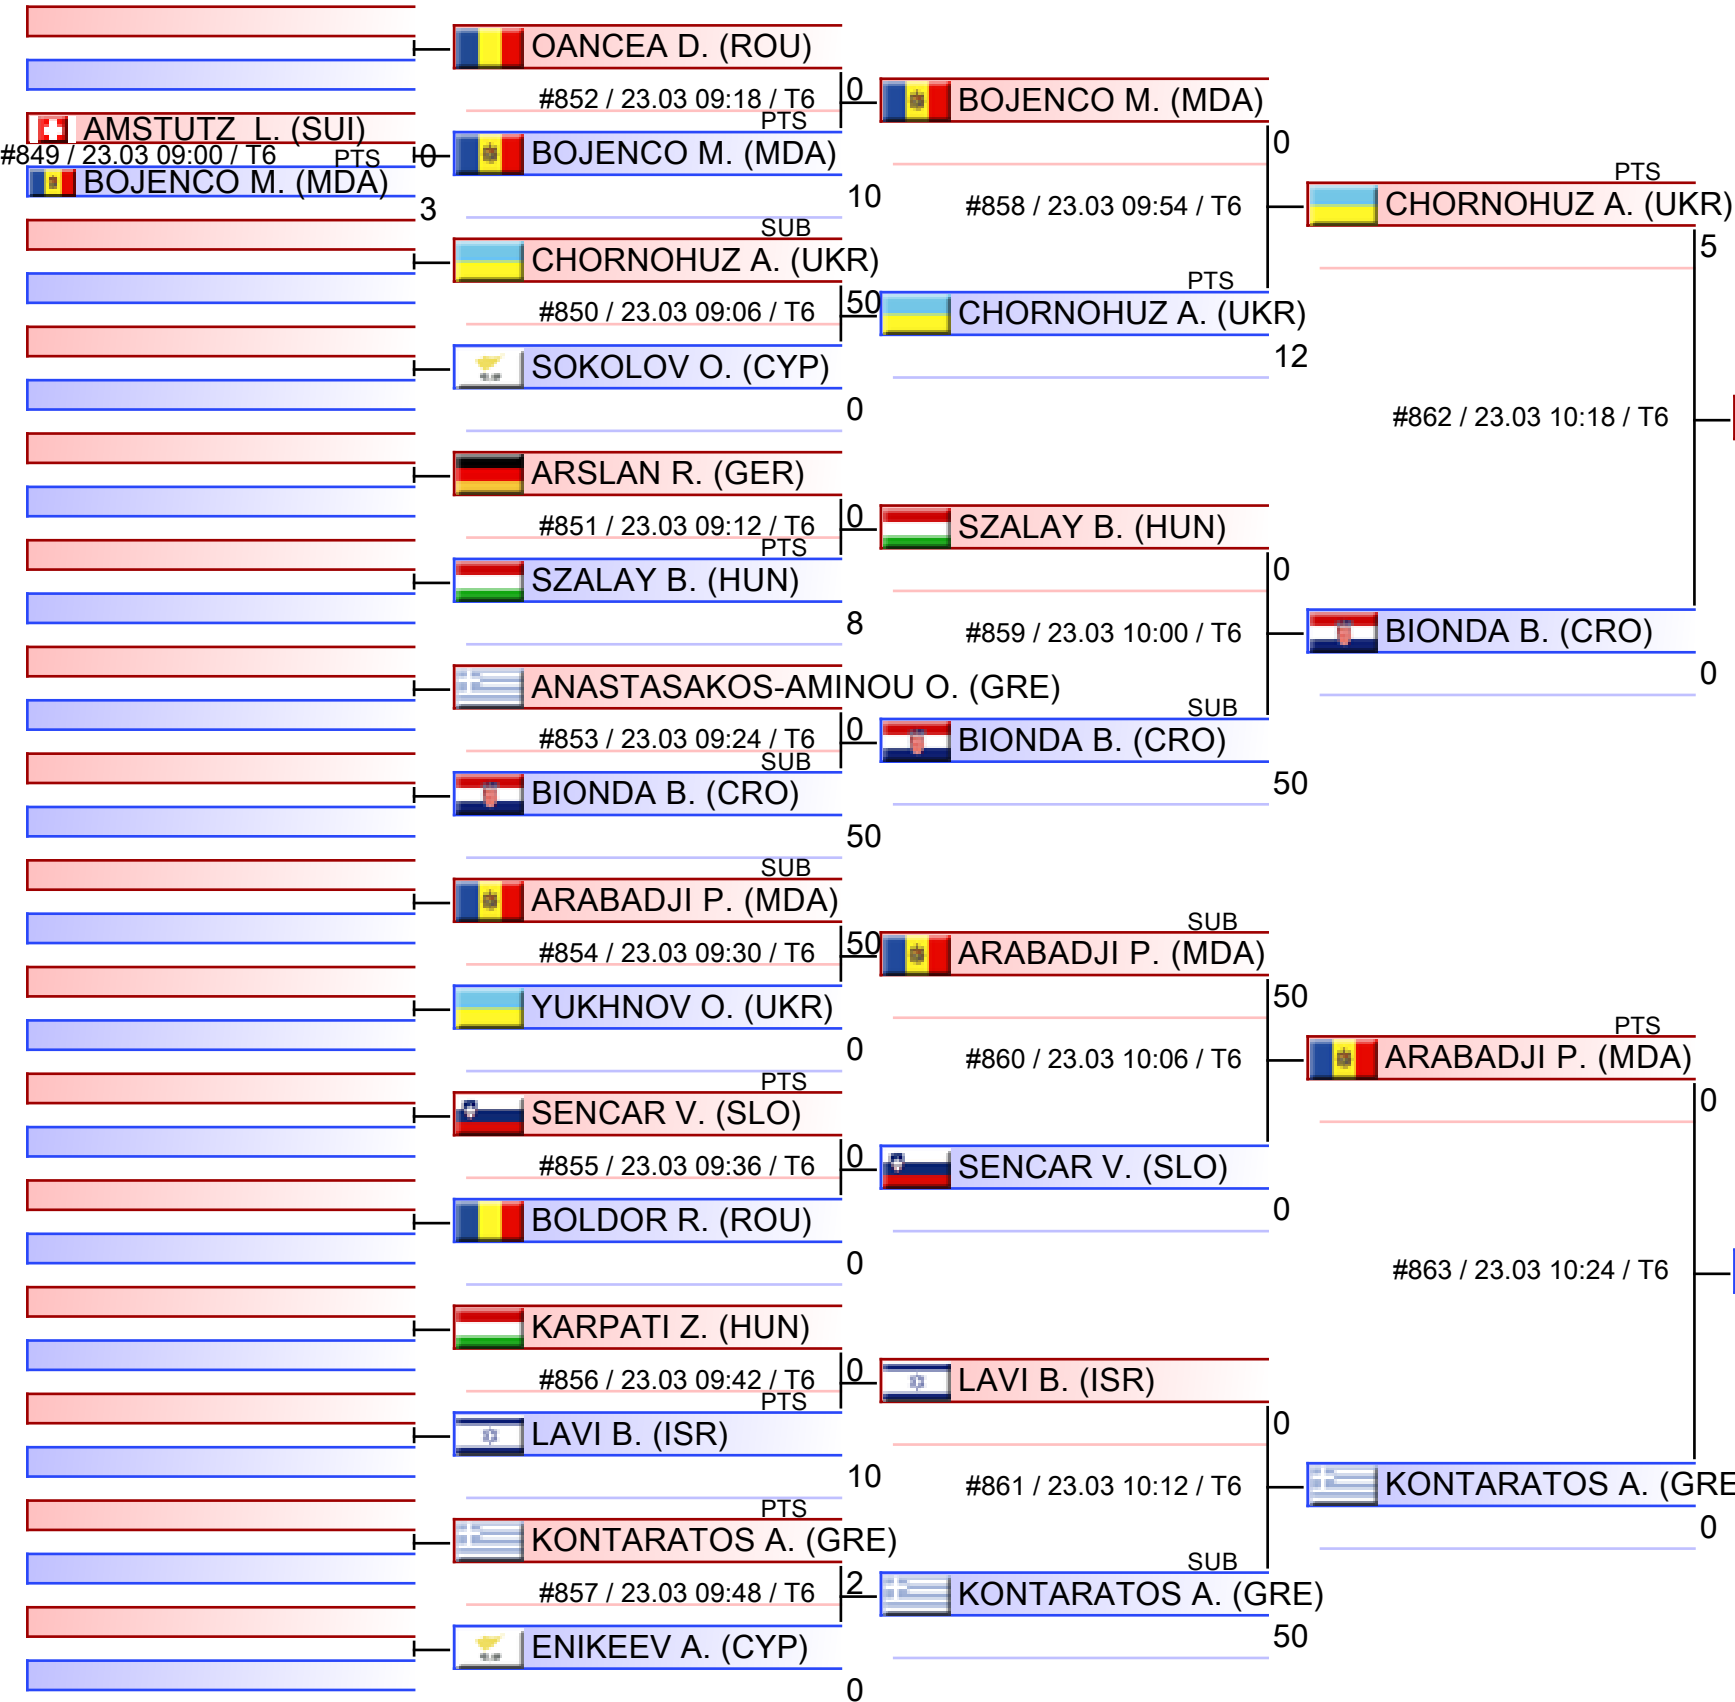 AMSTUTZ L. (SUI)
#849 / 23.03 09:00 / T6 PTS 0
BOJENCO M. (MDA)
3
OANCEA D. (ROU)
0
#852 / 23.03 09:18 / T6
PTS
BOJENCO M. (MDA)
10
SUB
CHORNOHUZ A. (UKR)
50
#850 / 23.03 09:06 / T6
SOKOLOV O. (CYP)
0
ARSLAN R. (GER)
0
#851 / 23.03 09:12 / T6
PTS
SZALAY B. (HUN)
8
ANASTASAKOS-AMINOU O. (GRE)
0
#853 / 23.03 09:24 / T6
SUB
BIONDA B. (CRO)
50
SUB
ARABADJI P. (MDA)
50
#854 / 23.03 09:30 / T6
YUKHNOV O. (UKR)
0
PTS
SENCAR V. (SLO)
0
#855 / 23.03 09:36 / T6
BOLDOR R. (ROU)
0
KARPATI Z. (HUN)
0
#856 / 23.03 09:42 / T6
PTS
LAVI B. (ISR)
10
PTS
KONTARATOS A. (GRE)
2
#857 / 23.03 09:48 / T6
ENIKEEV A. (CYP)
0
BOJENCO M. (MDA)
0
#858 / 23.03 09:54 / T6
PTS
CHORNOHUZ A. (UKR)
12
SZALAY B. (HUN)
0
#859 / 23.03 10:00 / T6
SUB
BIONDA B. (CRO)
50
SUB
ARABADJI P. (MDA)
50
#860 / 23.03 10:06 / T6
SENCAR V. (SLO)
0
LAVI B. (ISR)
0
#861 / 23.03 10:12 / T6
SUB
KONTARATOS A. (GRE)
50
PTS
CHORNOHUZ A. (UKR)
5
#862 / 23.03 10:18 / T6
BIONDA B. (CRO)
0
PTS
ARABADJI P. (MDA)
0
#863 / 23.03 10:24 / T6
KONTARATOS A. (GRE
0